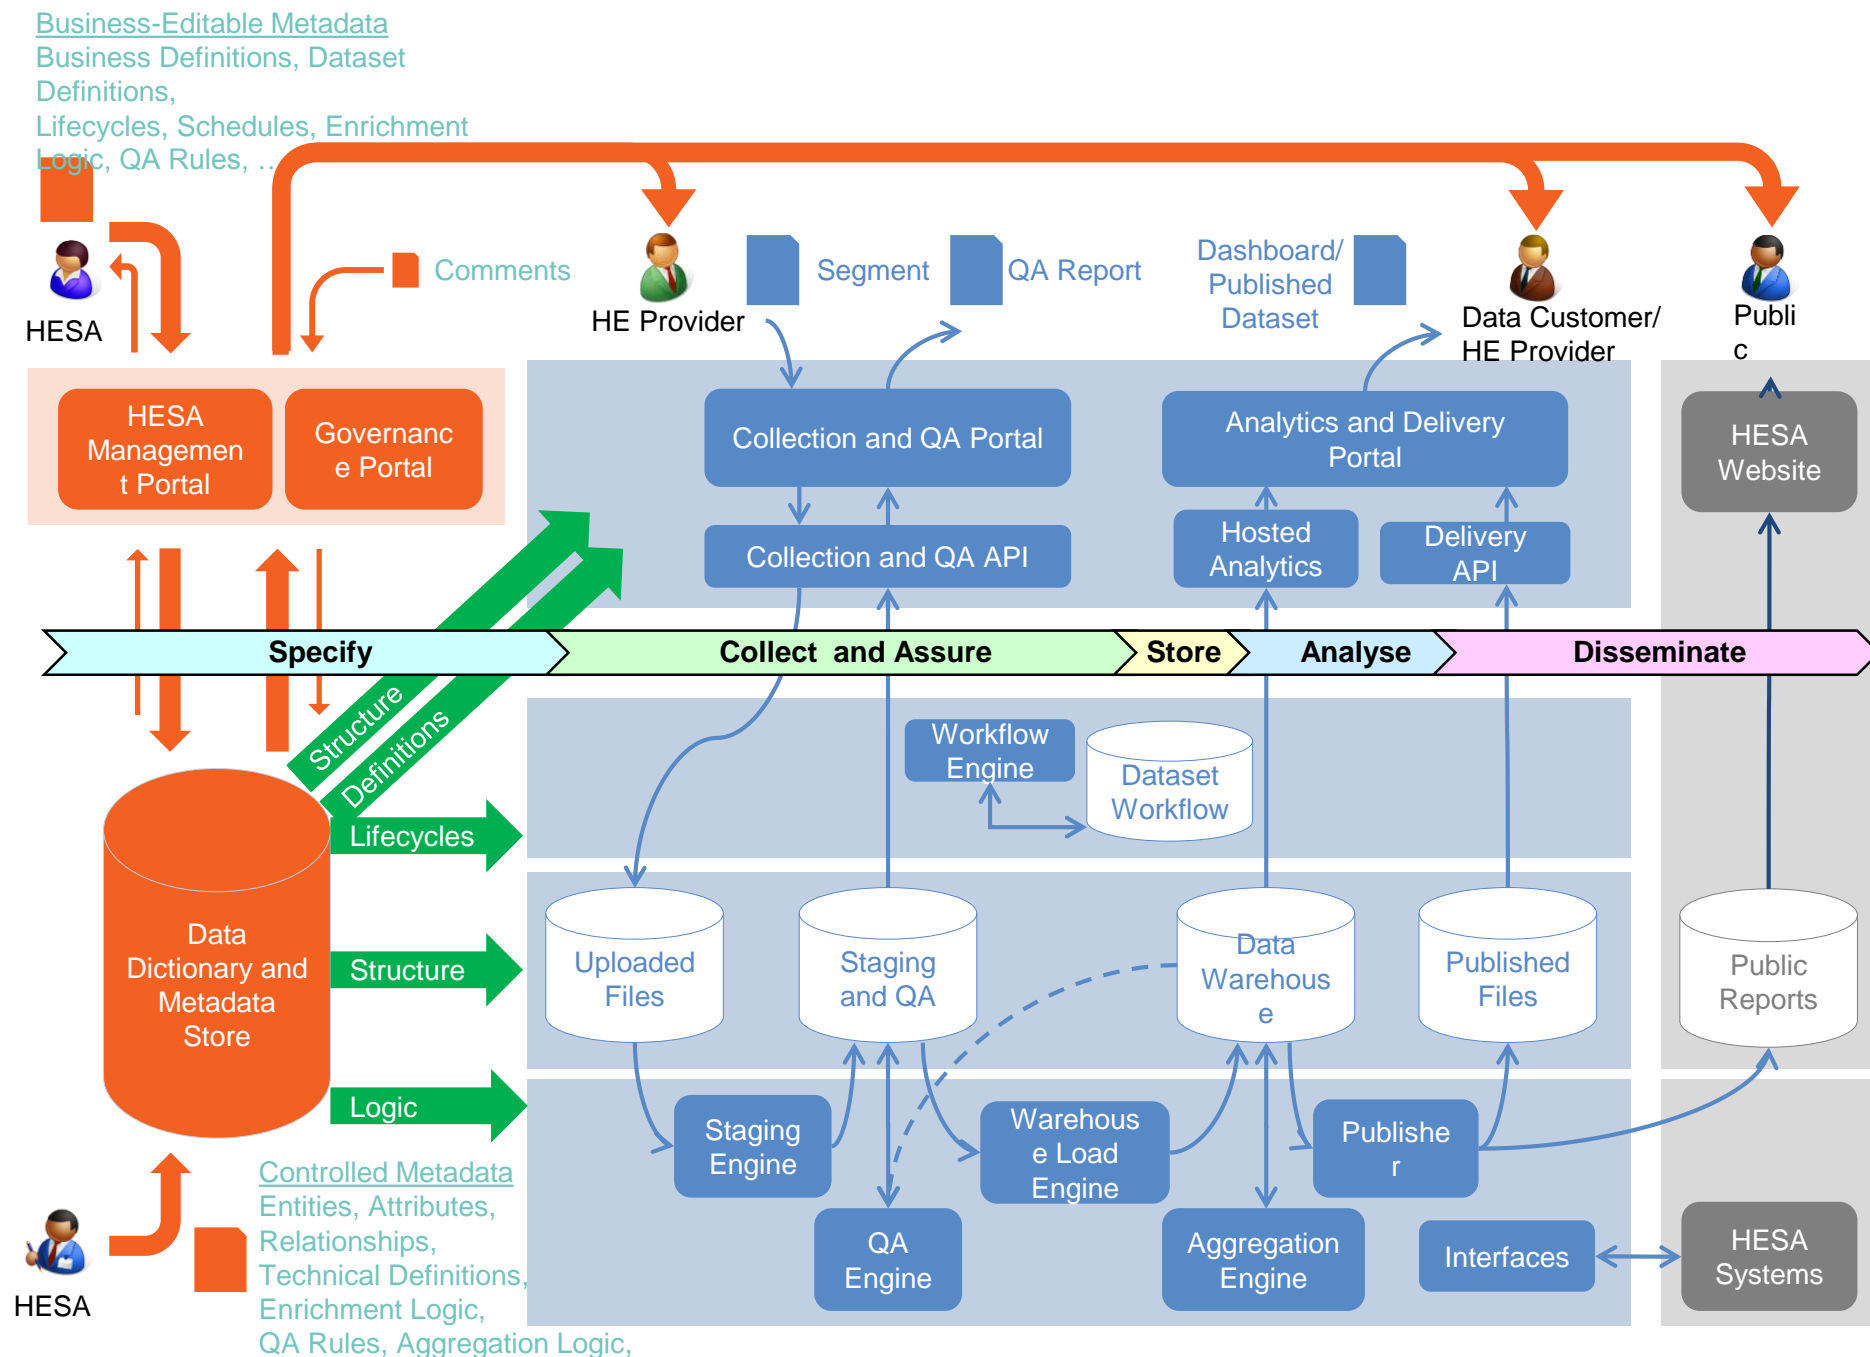 Business-Editable Metadata
Business Definitions, Dataset
Definitions,
Lifecycles, Schedules, Enrichment
Logic, QA Rules, …
HESA
Comments
HE Provider
Segment
QA Report
Dashboard/
Published
Dataset
Data Customer/
HE Provider
Publi
c
HESA
Managemen
t Portal
Governanc
e Portal
Collection and QA Portal
Analytics and Delivery
Portal
HESA
Website
Collection and QA API
Hosted
Analytics
Delivery
API
Specify
Collect  and Assure
Store
Analyse
Disseminate
Structure
Definitions
Lifecycles
Structure
Logic
Workflow
Engine
Dataset
Workflow
Data
Dictionary and
Metadata
Store
Uploaded
Files
Staging
and QA
Data
Warehous
e
Published
Files
Public
Reports
Staging
Engine
Warehous
e Load
Engine
Publishe
r
QA
Engine
Aggregation
Engine
Interfaces
HESA
Systems
HESA
Controlled Metadata
Entities, Attributes,
Relationships,
Technical Definitions,
Enrichment Logic,
QA Rules, Aggregation Logic,